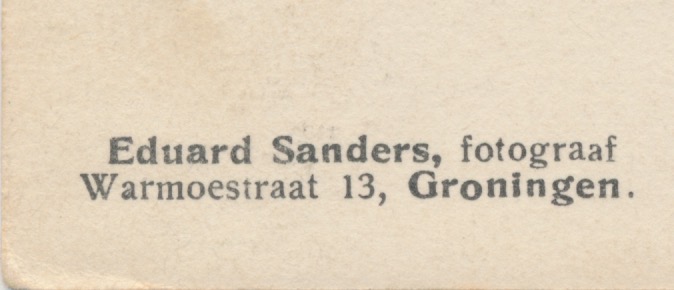 Eduard Sanders, fotograaf
Warmoestraat 13, Groningen.